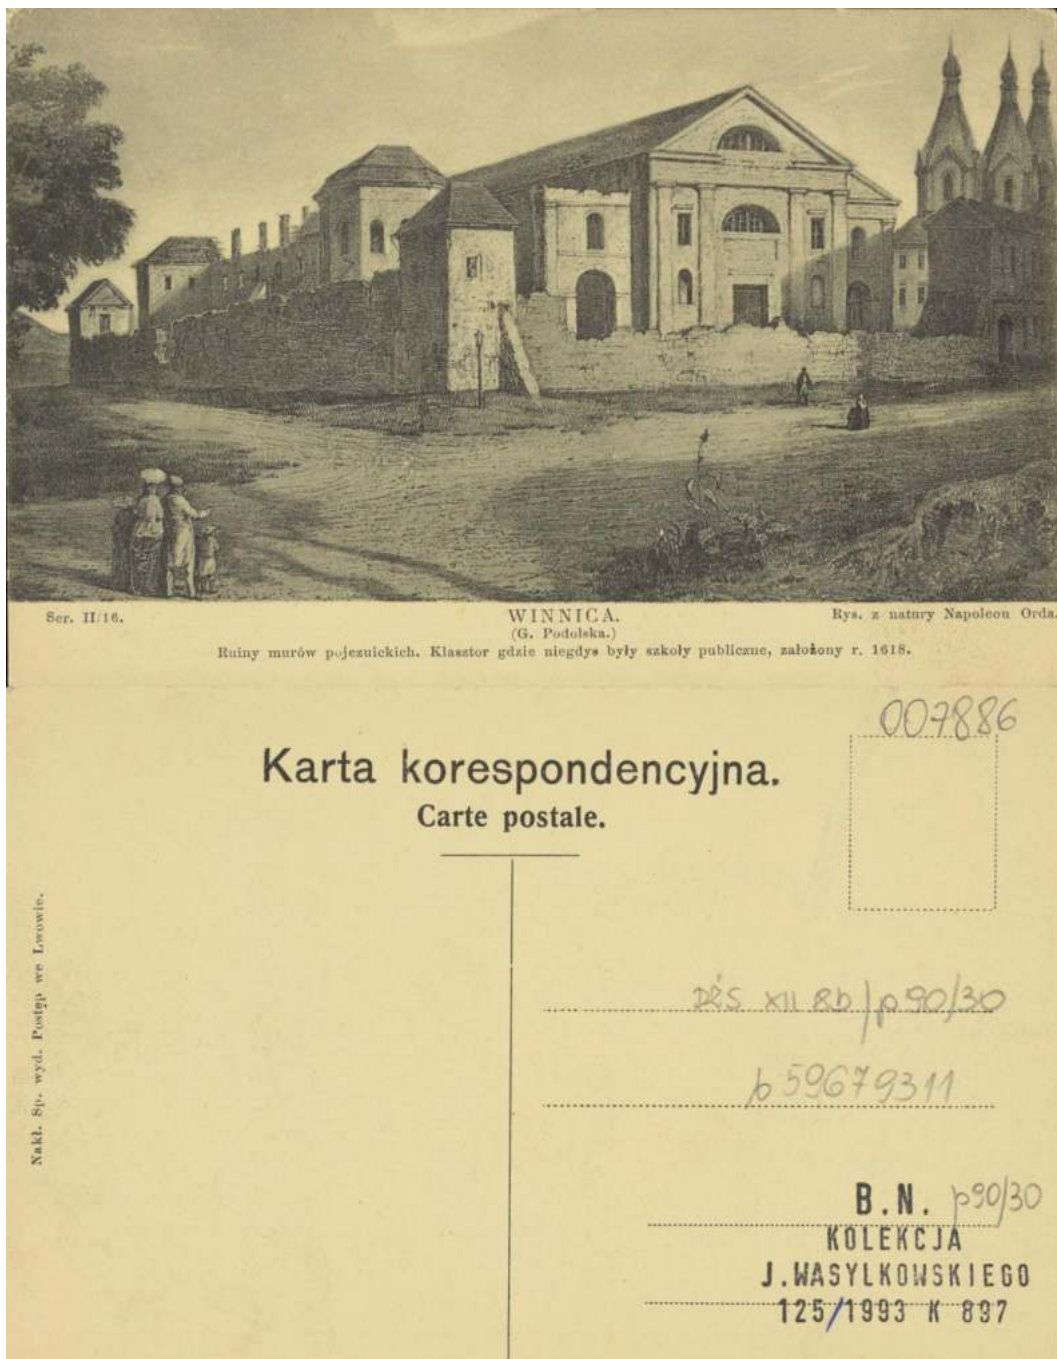 Ser. II/16.
WINNICA.
Rys. z natury Napoleon Orda.
(G. Podolska.)
Ruiny murów pojezuickich. Klasztor gdzie niegdyś były szkoły publiczne, założony r. 1618.
007886
Karta korespondencyjna.
Carte postale.
Nakł. Sp. wyd. Postęp we Lwowie.
DŻS XII 8b/p 90/30
b 59679311
B.N. p90/30
KOLEKCJA
J. WASYLKOWSKIEGO
125/1993 K 897